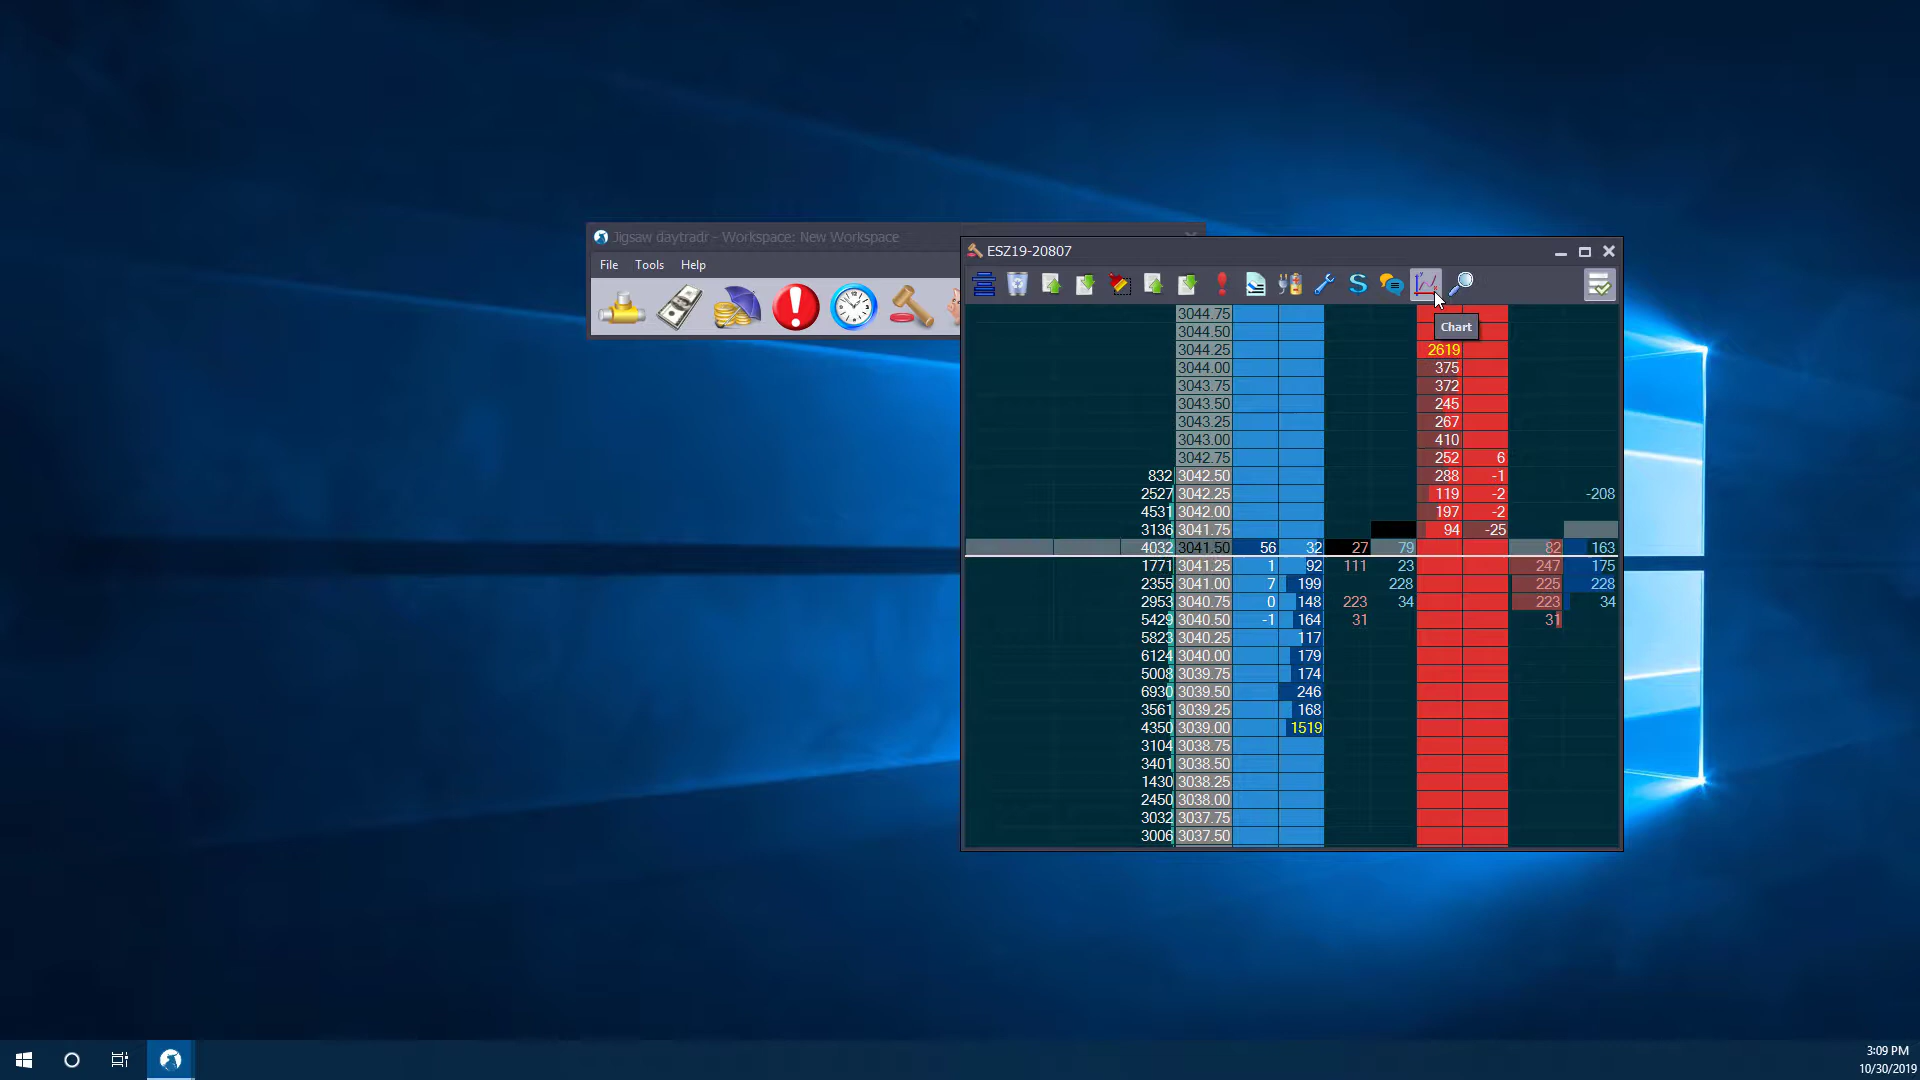 Jigsaw daytradr - Workspace: New Workspace
File Tools Help
ESZ19-20807
Chart
3044.75
3044.50
3044.25 2619
3044.00 375
3043.75 372
3043.50 245
3043.25 267
3043.00 410
3042.75 252 6
832 3042.50 288 -1
2527 3042.25 119 -2 -208
4531 3042.00 197 -2
3136 3041.75 94 -25
4032 3041.50 56 32 27 79 82 163
1771 3041.25 1 92 111 23 247 175
2355 3041.00 7 199 228 225 228
2953 3040.75 0 148 223 34 223 34
5429 3040.50 -1 164 31 31
5823 3040.25 117
6124 3040.00 179
5008 3039.75 174
6930 3039.50 246
3561 3039.25 168
4350 3039.00 1519
3104 3038.75
3401 3038.50
1430 3038.25
2450 3038.00
3032 3037.75
3006 3037.50
3:09 PM
10/30/2019